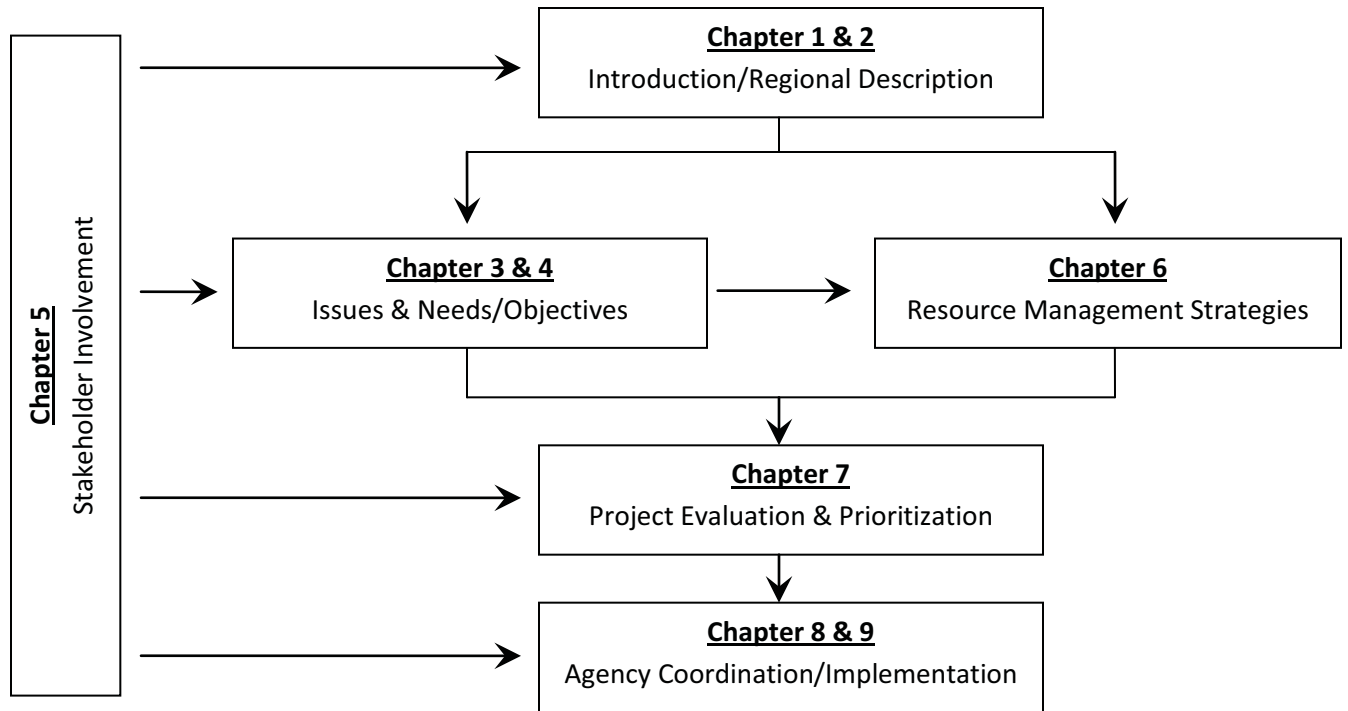 Chapter 5
Stakeholder Involvement
Chapter 1 & 2
Introduction/Regional Description
Chapter 3 & 4
Issues & Needs/Objectives
Chapter 6
Resource Management Strategies
Chapter 7
Project Evaluation & Prioritization
Chapter 8 & 9
Agency Coordination/Implementation